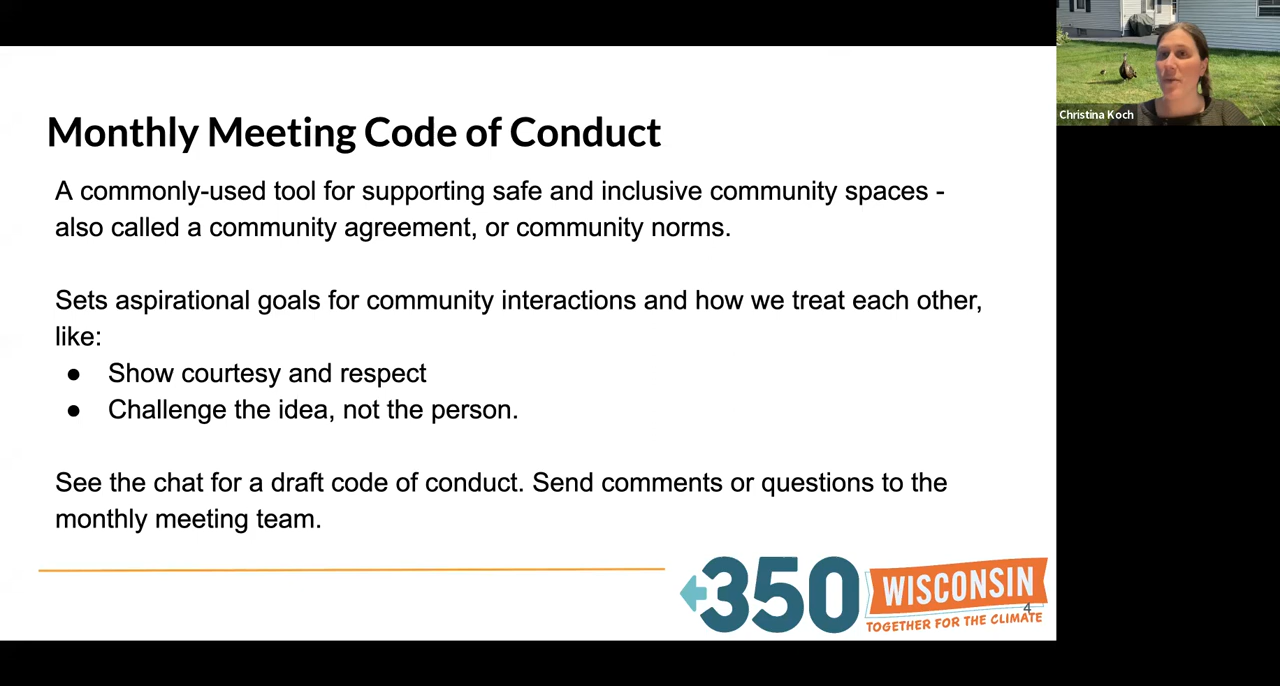 Monthly Meeting Code of Conduct
A commonly-used tool for supporting safe and inclusive community spaces -
also called a community agreement, or community norms.
Sets aspirational goals for community interactions and how we treat each other,
like:
● Show courtesy and respect
● Challenge the idea, not the person.
See the chat for a draft code of conduct. Send comments or questions to the
monthly meeting team.
350 WISCONSIN
TOGETHER FOR THE CLIMATE
4
Christina Koch